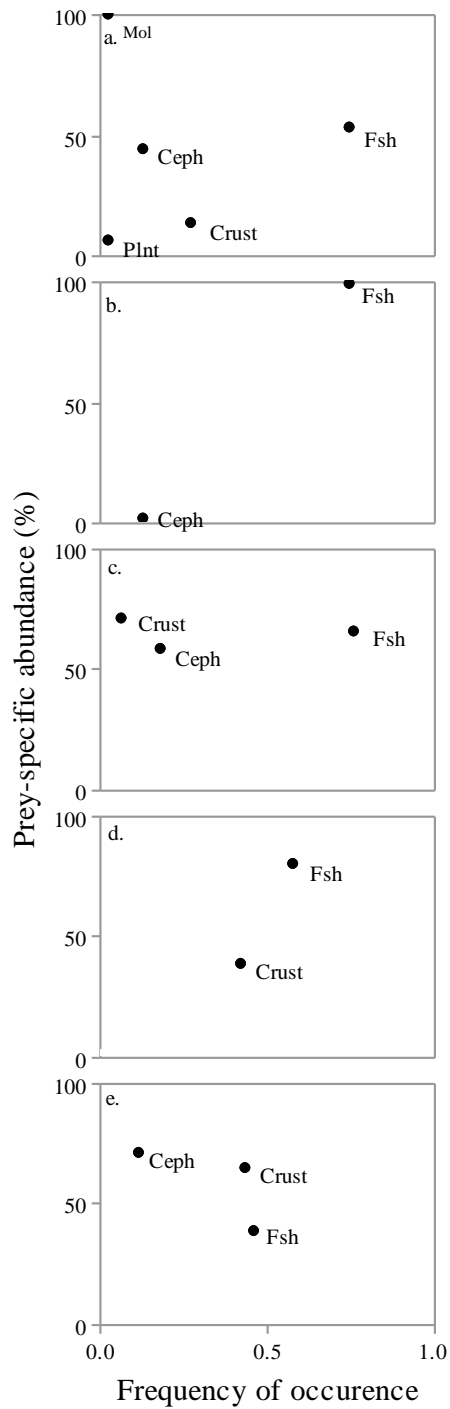 Prey-specific abundance (%)
100
a. Mol
50
Ceph
Fsh
Crust
Plnt
0
100
b.
Fsh
50
Ceph
0
100
c.
Crust
Ceph
Fsh
50
0
100
d.
Fsh
50
Crust
0
100
e.
Ceph
Crust
50
Fsh
0
0.0 0.5 1.0
Frequency of occurence